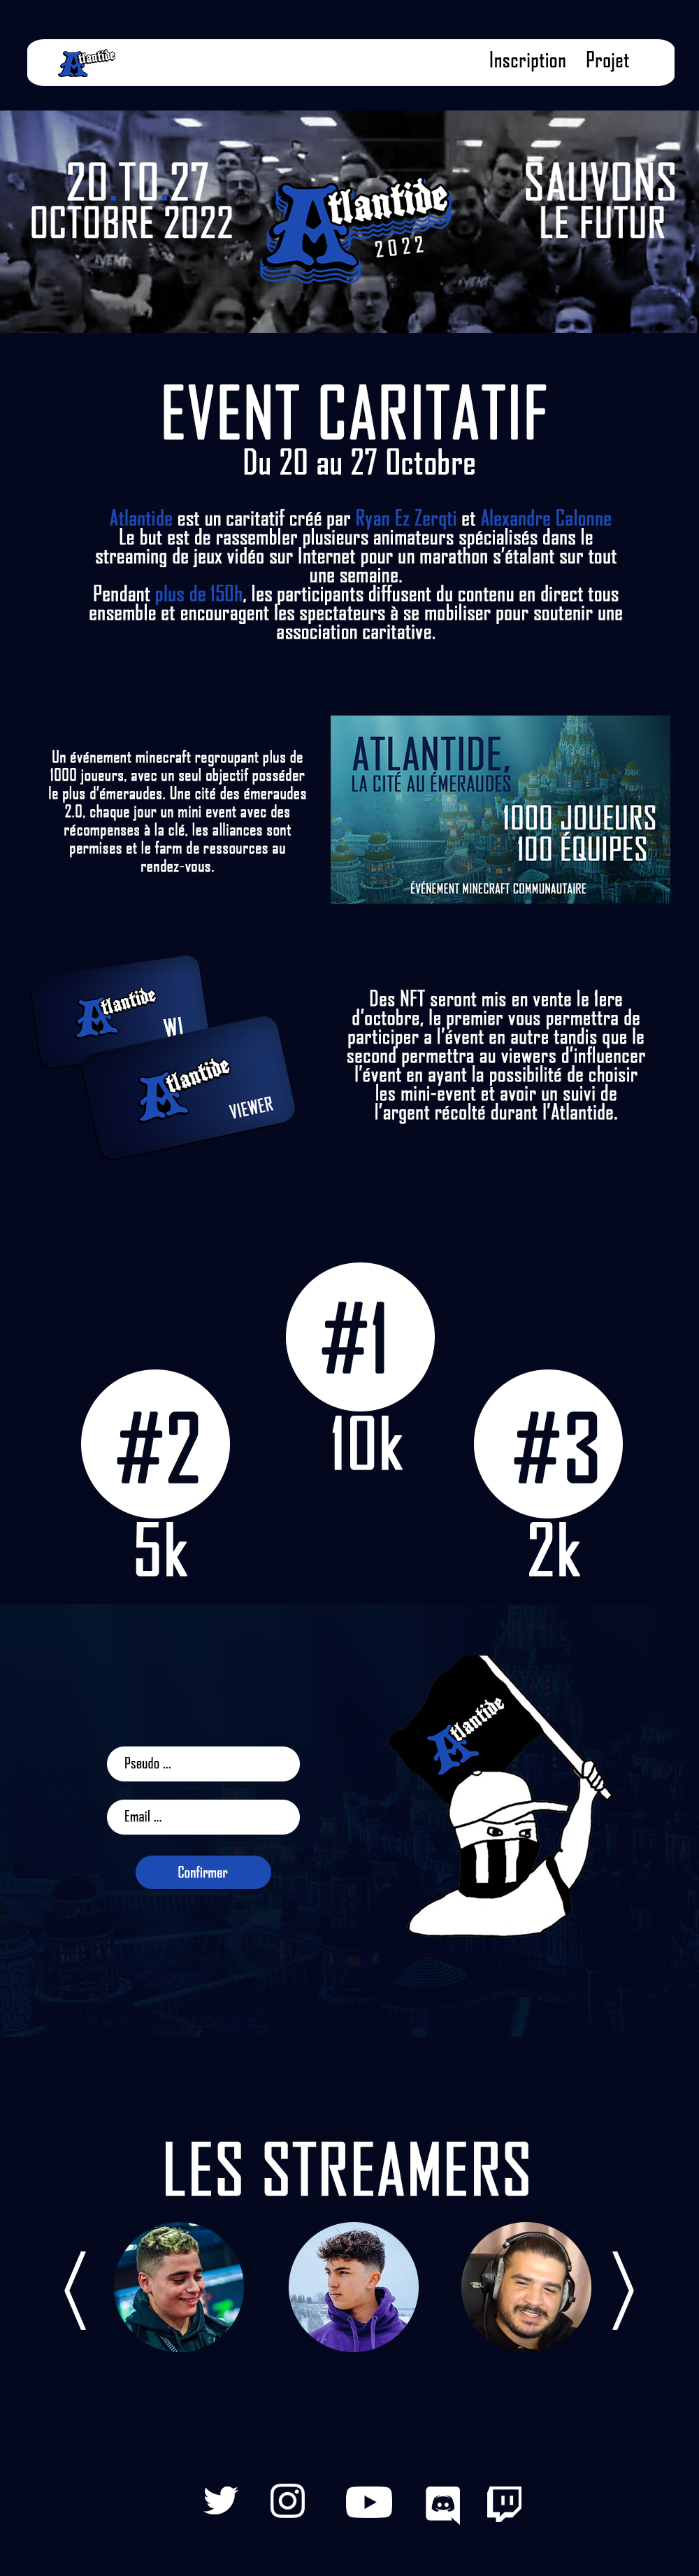 Atlantide
Inscription Projet
20.TO.27
OCTOBRE 2022
Atlantide
2022
SAUVONS
LE FUTUR
EVENT CARITATIF
Du 20 au 27 Octobre
Atlantide est un caritatif créé par Ryan Ez Zerqti et Alexandre Calonne
Le but est de rassembler plusieurs animateurs spécialisés dans le
streaming de jeux vidéo sur Internet pour un marathon s’étalant sur tout
une semaine.
Pendant plus de 150h, les participants diffusent du contenu en direct tous
ensemble et encouragent les spectateurs à se mobiliser pour soutenir une
association caritative.
Un événement minecraft regroupant plus de
1000 joueurs, avec un seul objectif posséder
le plus d’émeraudes. Une cité des émeraudes
2.0, chaque jour un mini event avec des
récompenses à la clé, les alliances sont
permises et le farm de ressources au
rendez-vous.
ATLANTIDE,
LA CITÉ AU ÉMERAUDES
1000 JOUEURS
100 ÉQUIPES
ÉVÉNEMENT MINECRAFT COMMUNAUTAIRE
Atlantide
WL
Atlantide
VIEWER
Des NFT seront mis en vente le 1ere
d’octobre, le premier vous permettra de
participer a l’évent en autre tandis que le
second permettra au viewers d’influencer
l’évent en ayant la possibilité de choisir
les mini-event et avoir un suivi de
l’argent récolté durant l’Atlantide.
#1
10k
#2
5k
#3
2k
Atlantide
Pseudo ...
Email ...
Confirmer
LES STREAMERS